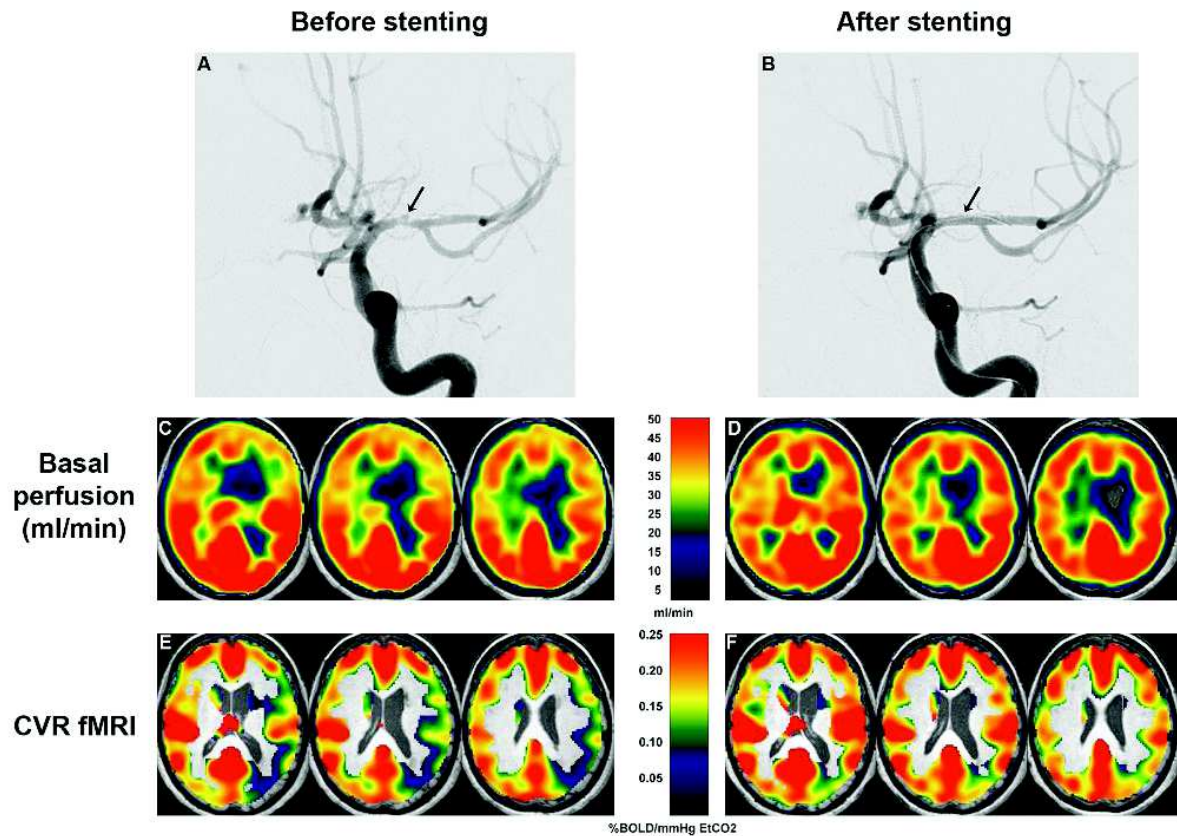 Before stenting
After stenting
A
B
Basal
perfusion
(ml/min)
C
50
45
40
35
30
25
20
15
10
5
ml/min
D
CVR fMRI
E
0.25
0.20
0.15
0.10
0.05
%BOLD/mmHg EtCO2
F